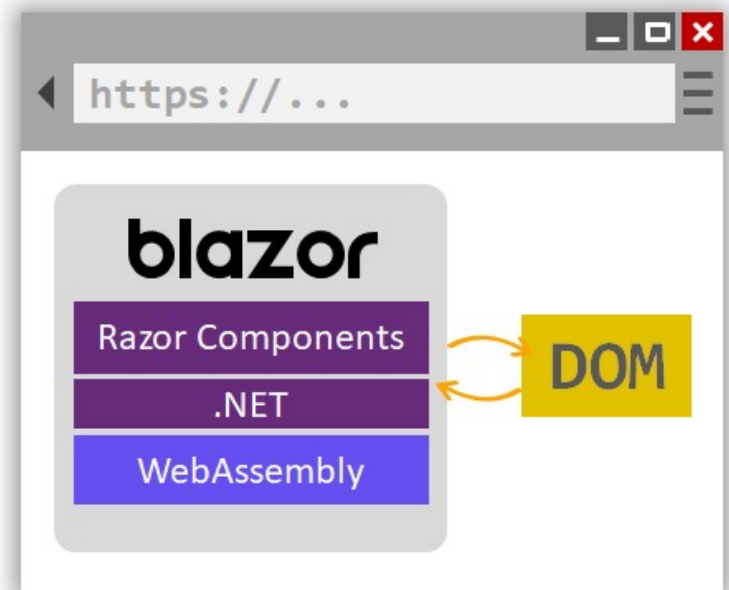 https://...
blazor
Razor Components
.NET
WebAssembly
DOM